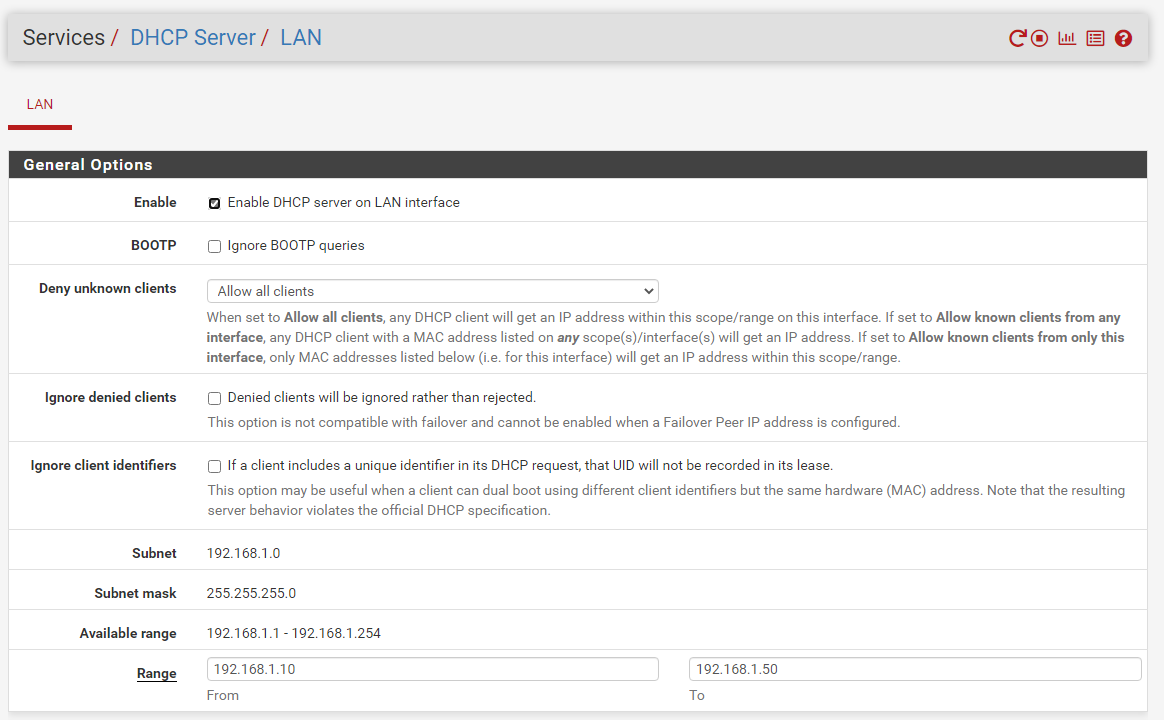 Services / DHCP Server / LAN
LAN
General Options
Enable Enable DHCP server on LAN interface
BOOTP Ignore BOOTP queries
Deny unknown clients Allow all clients
When set to Allow all clients, any DHCP client will get an IP address within this scope/range on this interface. If set to Allow known clients from any
interface, any DHCP client with a MAC address listed on any scope(s)/interface(s) will get an IP address. If set to Allow known clients from only this
interface, only MAC addresses listed below (i.e. for this interface) will get an IP address within this scope/range.
Ignore denied clients Denied clients will be ignored rather than rejected.
This option is not compatible with failover and cannot be enabled when a Failover Peer IP address is configured.
Ignore client identifiers If a client includes a unique identifier in its DHCP request, that UID will not be recorded in its lease.
This option may be useful when a client can dual boot using different client identifiers but the same hardware (MAC) address. Note that the resulting
server behavior violates the official DHCP specification.
Subnet 192.168.1.0
Subnet mask 255.255.255.0
Available range 192.168.1.1 - 192.168.1.254
Range 192.168.1.10 192.168.1.50
From To